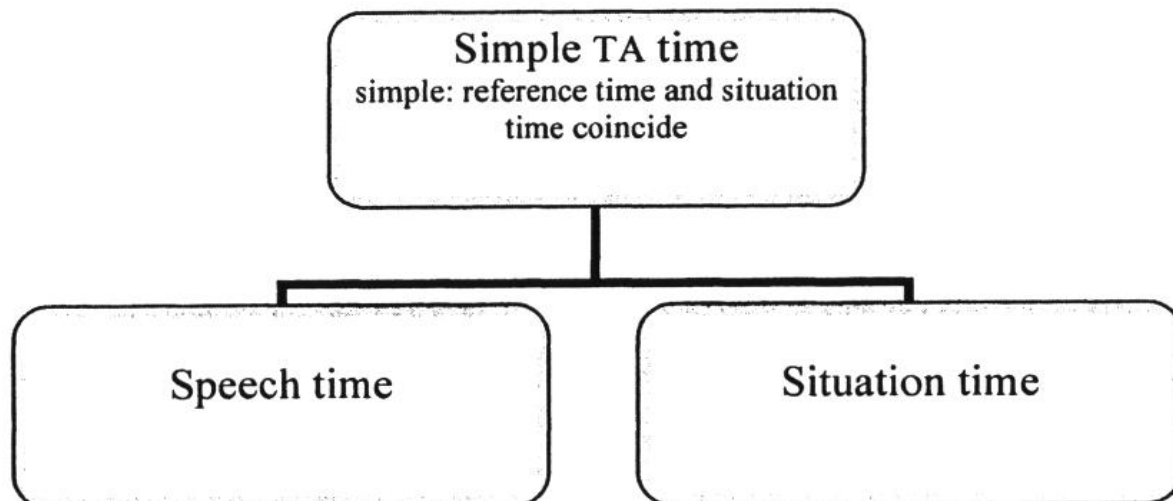 Simple TA time
simple: reference time and situation
time coincide
Speech time
Situation time